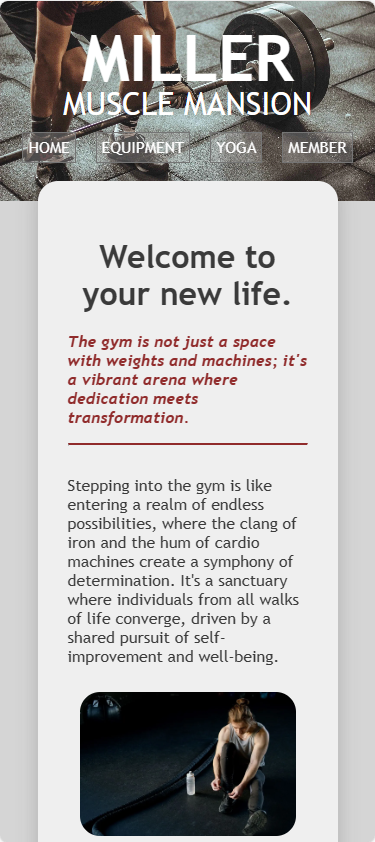 MILLER
MUSCLE MANSION
HOME EQUIPMENT YOGA MEMBER
Welcome to
your new life.
The gym is not just a space
with weights and machines; it's
a vibrant arena where
dedication meets
transformation.
Stepping into the gym is like
entering a realm of endless
possibilities, where the clang of
iron and the hum of cardio
machines create a symphony of
determination. It's a sanctuary
where individuals from all walks
of life converge, driven by a
shared pursuit of self-
improvement and well-being.